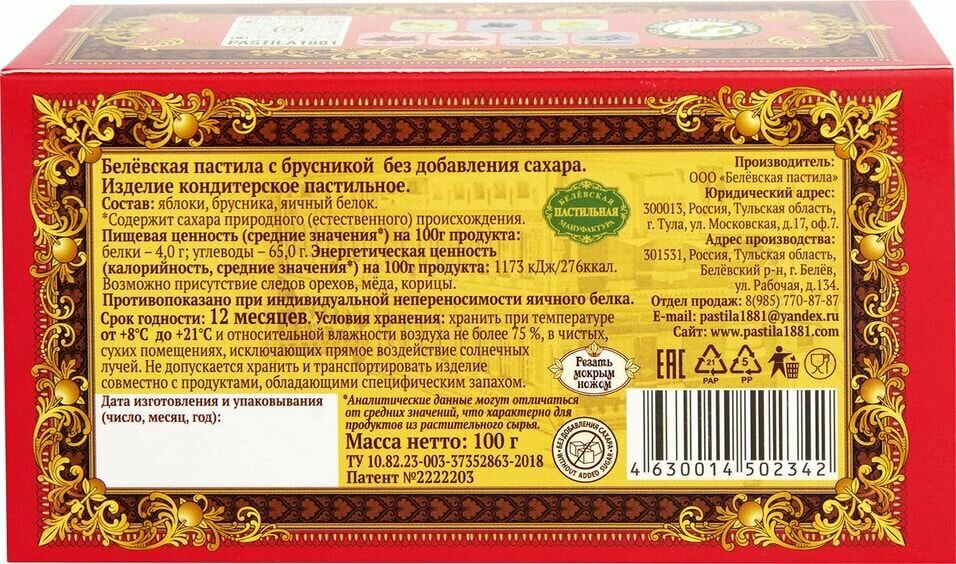 PASTILA1881
Белёвская пастила с брусникой без добавления сахара.
Изделие кондитерское пастильное.
Состав: яблоки, брусника, яичный белок.
*Содержит сахара природного (естественного) происхождения.
Пищевая ценность (средние значения*) на 100г продукта:
белки – 4,0 г; углеводы – 65,0 г. Энергетическая ценность
(калорийность, средние значения*) на 100г продукта: 1173 кДж/276ккал.
Возможно присутствие следов орехов, мёда, корицы.
Противопоказано при индивидуальной непереносимости яичного белка.
Срок годности: 12 месяцев. Условия хранения: хранить при температуре
от +8°С до +21°С и относительной влажности воздуха не более 75 %, в чистых,
сухих помещениях, исключающих прямое воздействие солнечных
лучей. Не допускается хранить и транспортировать изделие
совместно с продуктами, обладающими специфическим запахом.
БЕЛЁВСКАЯ
ПАСТИЛЬНАЯ
МАНУФАКТУРА
Производитель:
ООО «Белёвская пастила»
Юридический адрес:
300013, Россия, Тульская область,
г. Тула, ул. Московская, д.17, оф.7.
Адрес производства:
301531, Россия, Тульская область,
Белёвский р-н, г. Белёв,
ул. Рабочая, д.134.
Отдел продаж: 8(985) 770-87-87
E-mail: pastila1881@yandex.ru
Сайт: www.pastila1881.com
Резать
мокрым
ножом
EAC
21
PAP
5
PP
Дата изготовления и упаковывания
(число, месяц, год):
*Аналитические данные могут отличаться
от средних значений, что характерно для
продуктов из растительного сырья.
Масса нетто: 100 г
ТУ 10.82.23-003-37352863-2018
Патент №2222203
БЕЗ ДОБАВЛЕНИЯ САХАРА
WITHOUT ADDED SUGAR
4 630014 502342